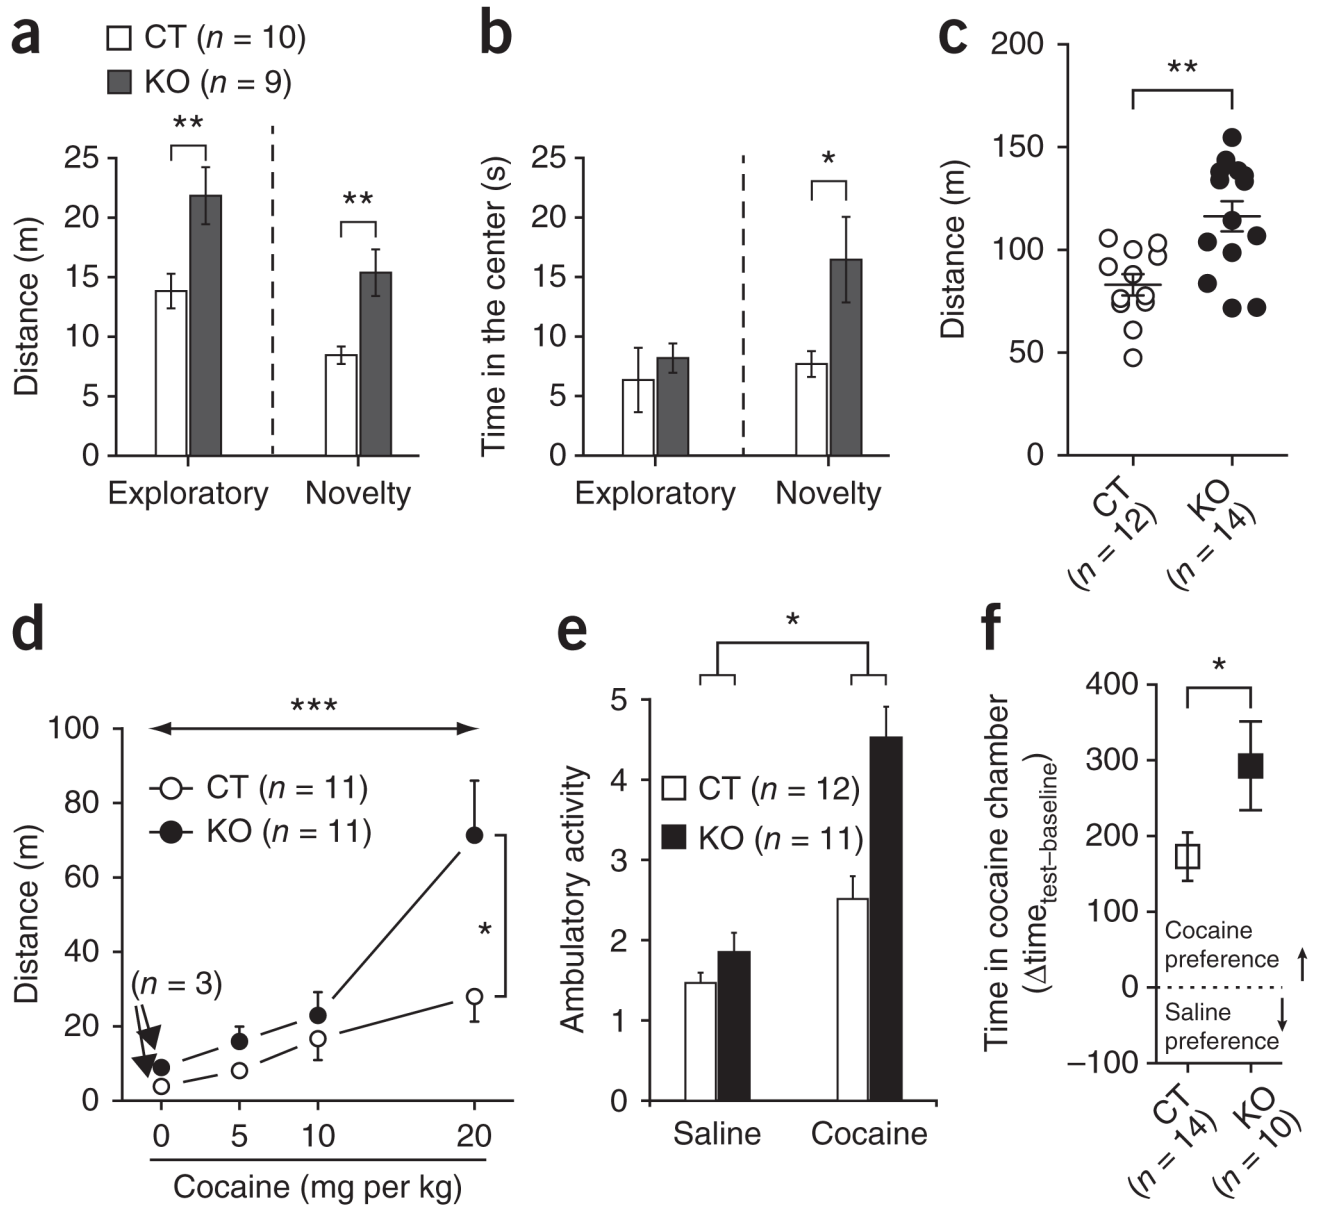 a
CT (n = 10)
KO (n = 9)
**
**
Distance (m)
25
20
15
10
5
0
Exploratory
Novelty
b
*
Time in the center (s)
25
20
15
10
5
0
Exploratory
Novelty
c
**
Distance (m)
200
150
100
50
0
CT
(n = 12)
KO
(n = 14)
d
***
CT (n = 11)
KO (n = 11)
*
(n = 3)
Distance (m)
100
80
60
40
20
0
0 5 10 20
Cocaine (mg per kg)
e
*
CT (n = 12)
KO (n = 11)
Ambulatory activity
5
4
3
2
1
0
Saline
Cocaine
f
*
Time in cocaine chamber
(Δtimetest–baseline)
400
300
200
100
0
–100
Cocaine
preference
Saline
preference
CT
(n = 14)
KO
(n = 10)